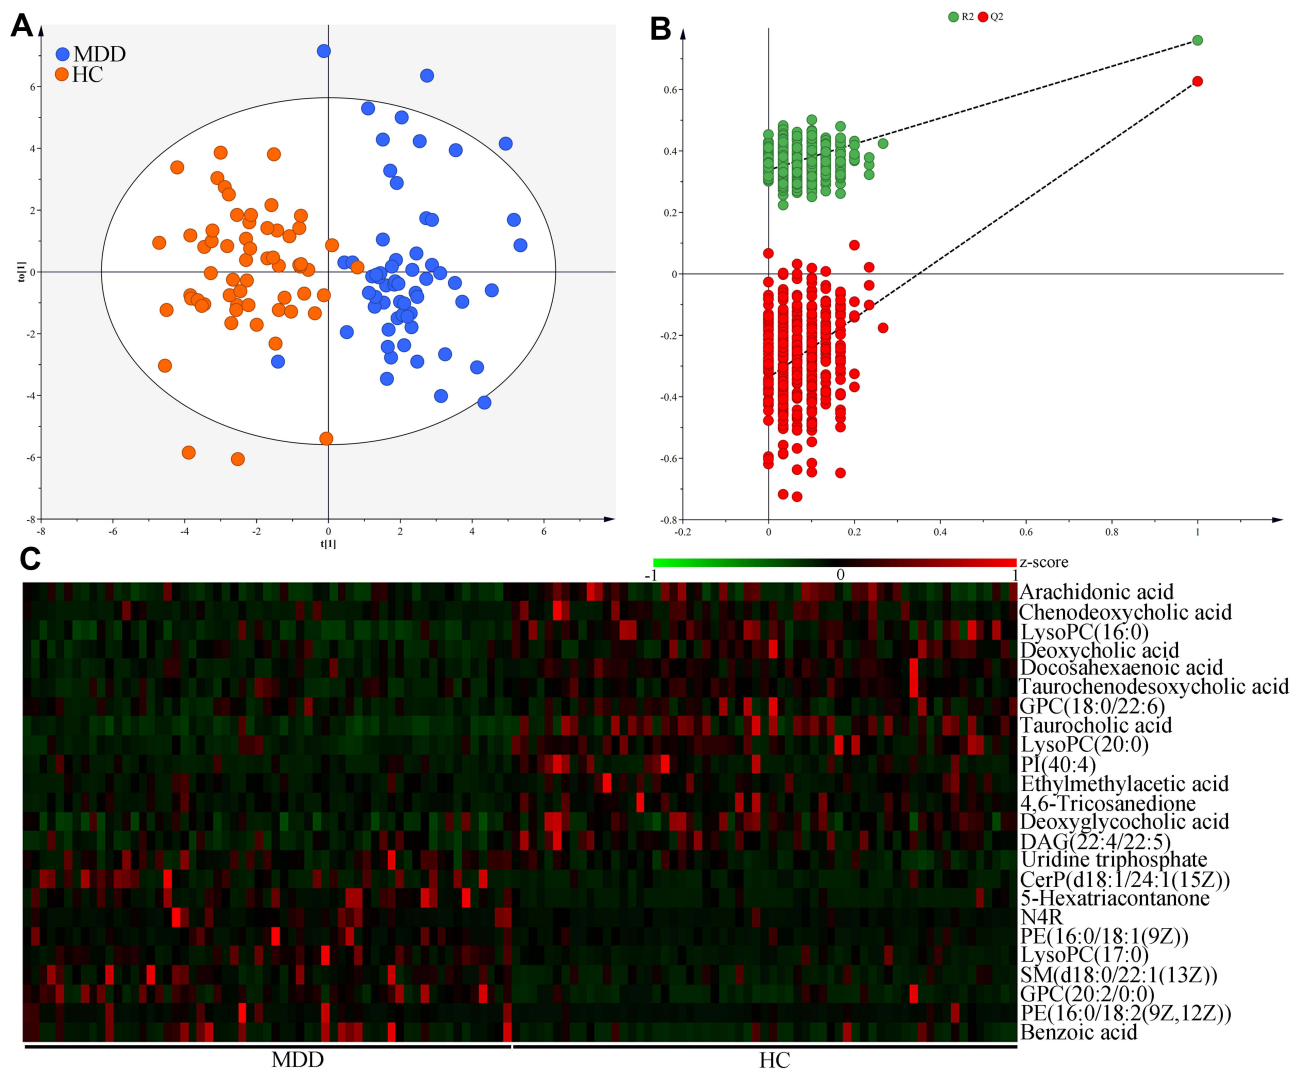 A
MDD
HC
to[1]
6
4
2
0
-2
-4
-6
-8
-8
-6
-4
-2
0
2
4
6
t[1]
B
R2 Q2
0.6
0.4
0.2
0
-0.2
-0.4
-0.6
-0.8
-0.2
0
0.2
0.4
0.6
0.8
1
C
z-score
-1 0 1
Arachidonic acid
Chenodeoxycholic acid
LysoPC(16:0)
Deoxycholic acid
Docosahexaenoic acid
Taurochenodesoxycholic acid
GPC(18:0/22:6)
Taurocholic acid
LysoPC(20:0)
PI(40:4)
Ethylmethylacetic acid
4,6-Tricosanedione
Deoxyglycocholic acid
DAG(22:4/22:5)
Uridine triphosphate
CerP(d18:1/24:1(15Z))
5-Hexatriacontanone
N4R
PE(16:0/18:1(9Z))
LysoPC(17:0)
SM(d18:0/22:1(13Z))
GPC(20:2/0:0)
PE(16:0/18:2(9Z,12Z))
Benzoic acid
MDD HC